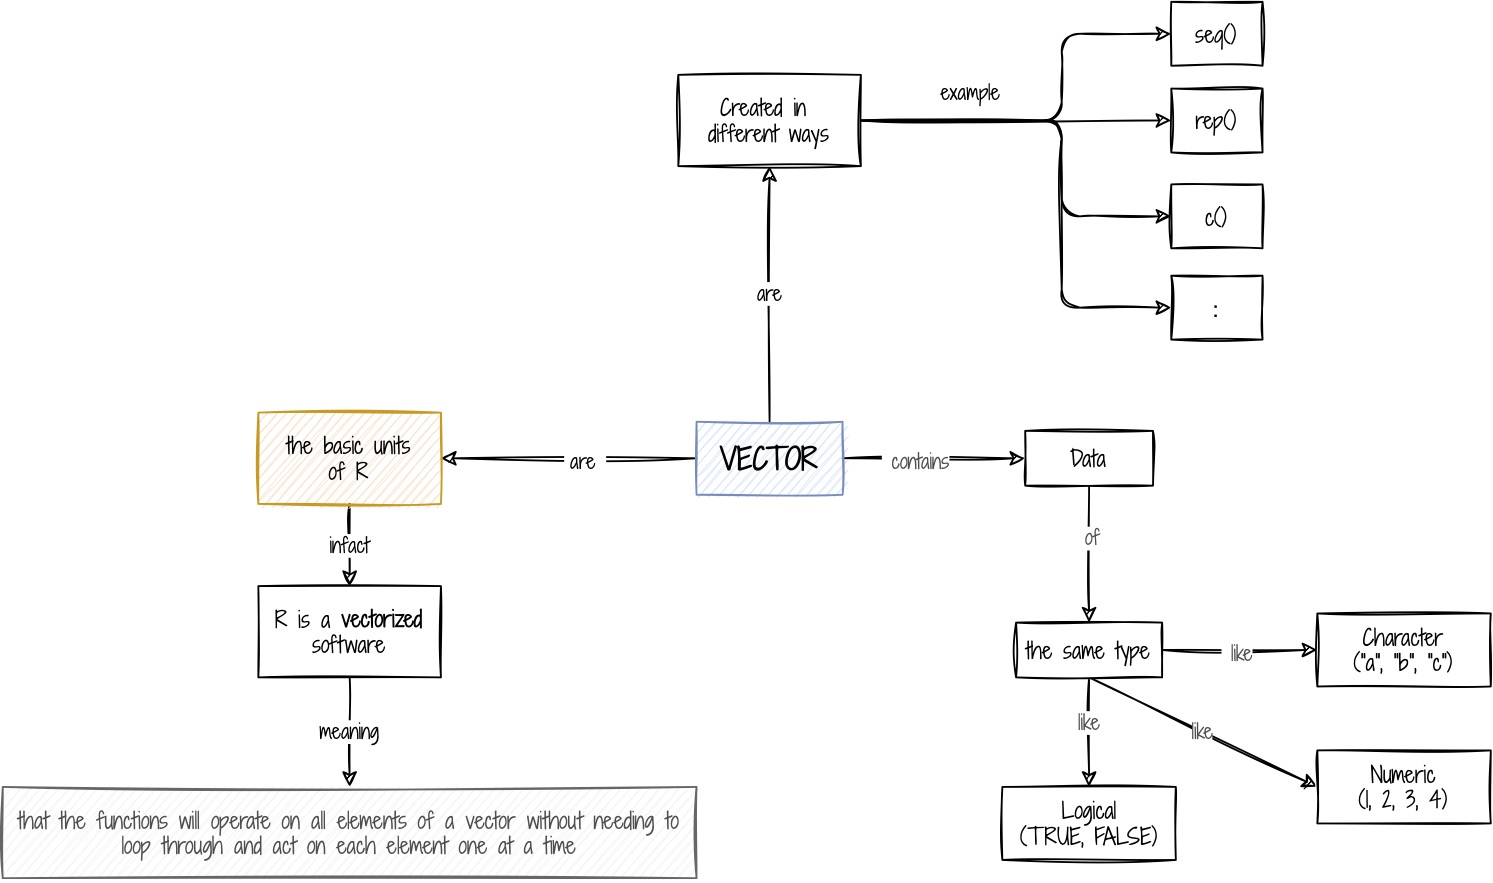 seq()
example
Created in
different ways
rep()
c()
are
:
the basic units
of R
are
VECTOR
contains
Data
infact
of
R is a vectorized
software
the same type
like
Character
("a", "b", "c")
meaning
like
like
Numeric
(1, 2, 3, 4)
Logical
(TRUE, FALSE)
that the functions will operate on all elements of a vector without needing to
loop through and act on each element one at a time